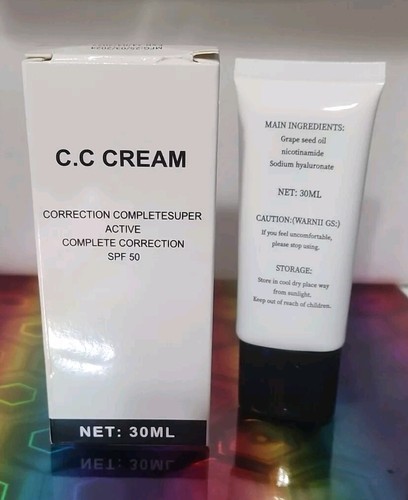 C.C CREAM
CORRECTION COMPLETESUPER
ACTIVE
COMPLETE CORRECTION
SPF 50
NET: 30ML
MAIN INGREDIENTS:
Grape seed oil
nicotinamide
Sodium hyaluronate
NET: 30ML
CAUTION:(WARNII GS:)
If you feel uncomfortable,
please stop using.
STORAGE:
Store in cool dry place way
from sunlight.
Keep out of reach of children.